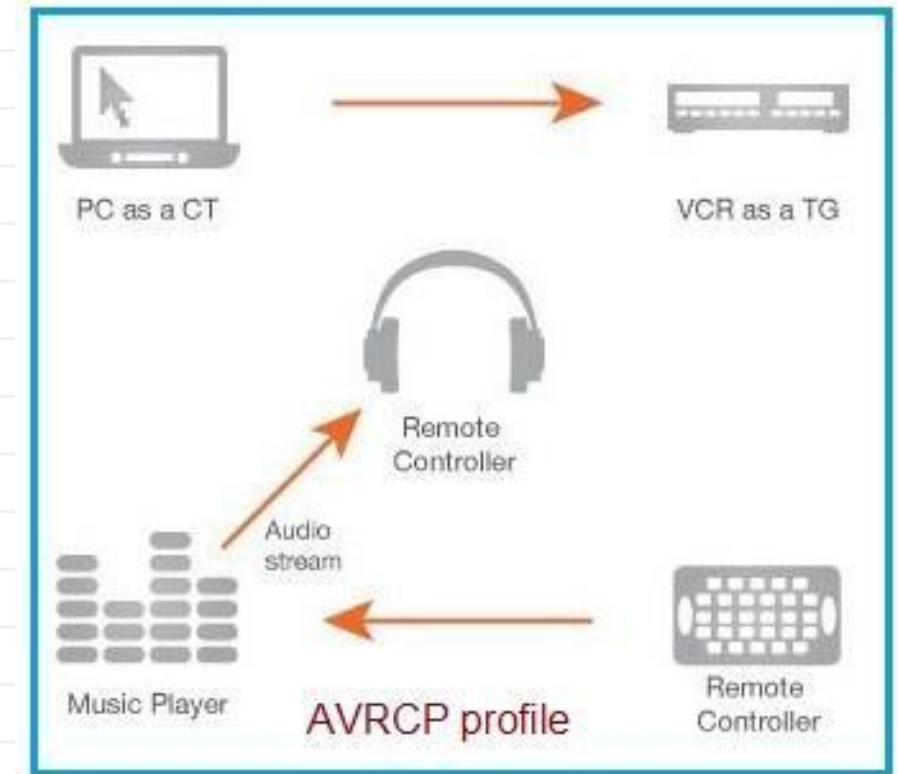 PC as a CT
VCR as a TG
Remote
Controller
Audio
stream
Music Player
AVRCP profile
Remote
Controller